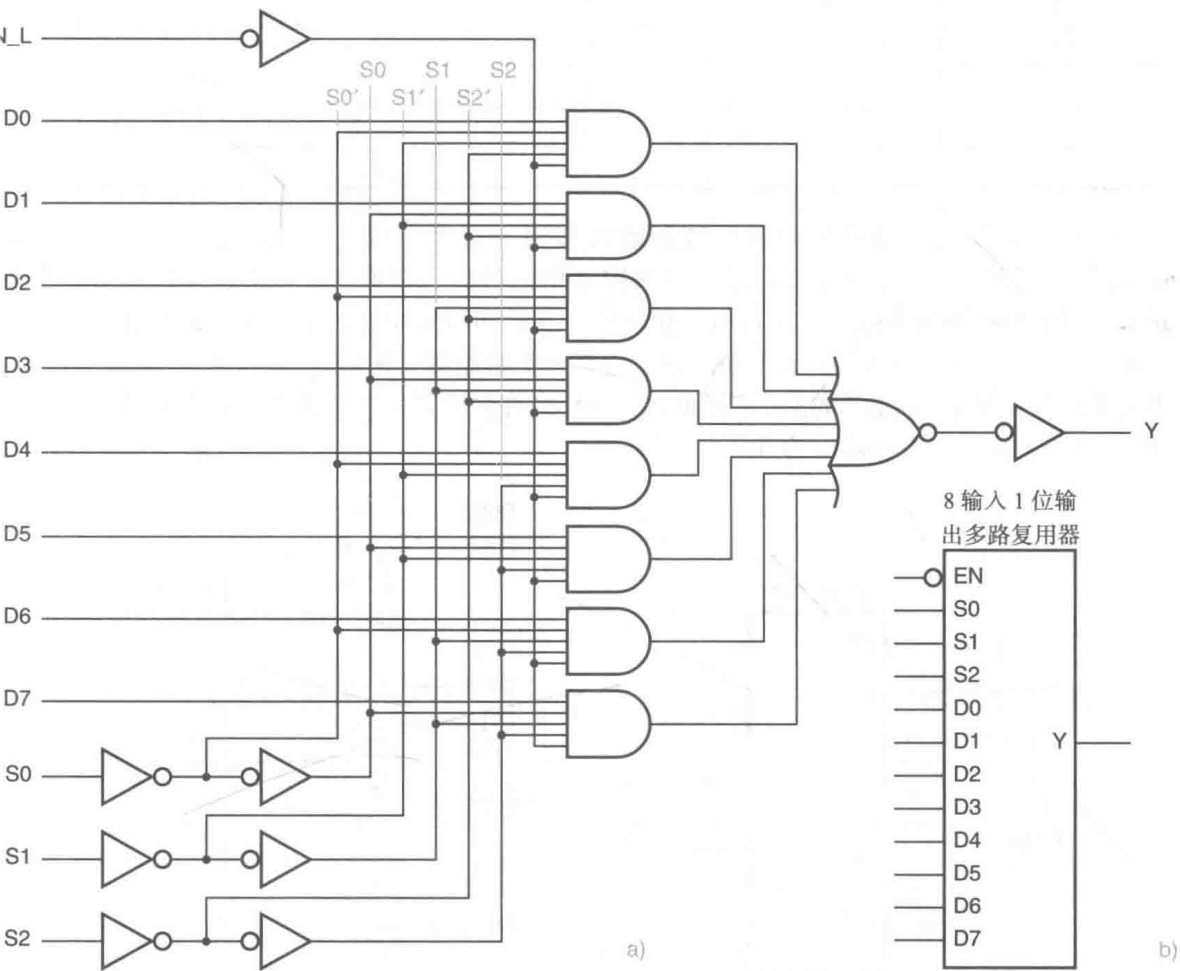 N_L
S0 S1 S2
S0′ S1′ S2′
D0
D1
D2
D3
D4
D5
D6
D7
S0
S1
S2
Y
a)
8 输入 1 位输
出多路复用器
EN
S0
S1
S2
D0
D1
D2
D3
D4
D5
D6
D7
Y
b)